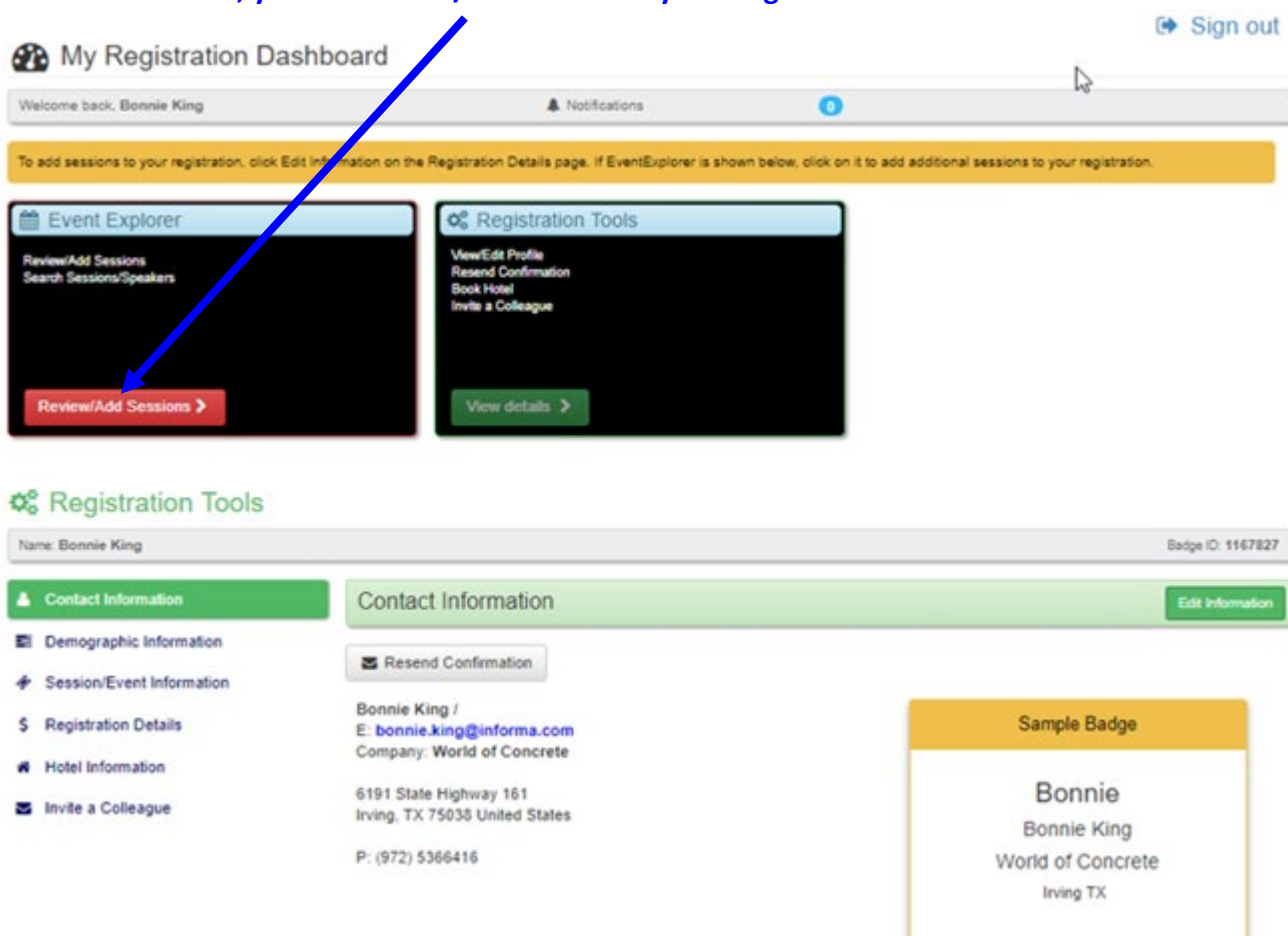 My Registration Dashboard
Sign out
Welcome back, Bonnie King
Notifications
0
To add sessions to your registration, click Edit Information on the Registration Details page. If EventExplorer is shown below, click on it to add additional sessions to your registration.
Event Explorer
Review/Add Sessions
Search Sessions/Speakers
Review/Add Sessions
Registration Tools
View/Edit Profile
Resend Confirmation
Book Hotel
Invite a Colleague
View details
Registration Tools
Name: Bonnie King
Badge ID: 1167827
Contact Information
Demographic Information
Session/Event Information
$ Registration Details
Hotel Information
Invite a Colleague
Contact Information
Edit Information
Resend Confirmation
Bonnie King /
E: bonnie.king@informa.com
Company: World of Concrete
6191 State Highway 161
Irving, TX 75038 United States
P: (972) 5366416
Sample Badge
Bonnie
Bonnie King
World of Concrete
Irving TX